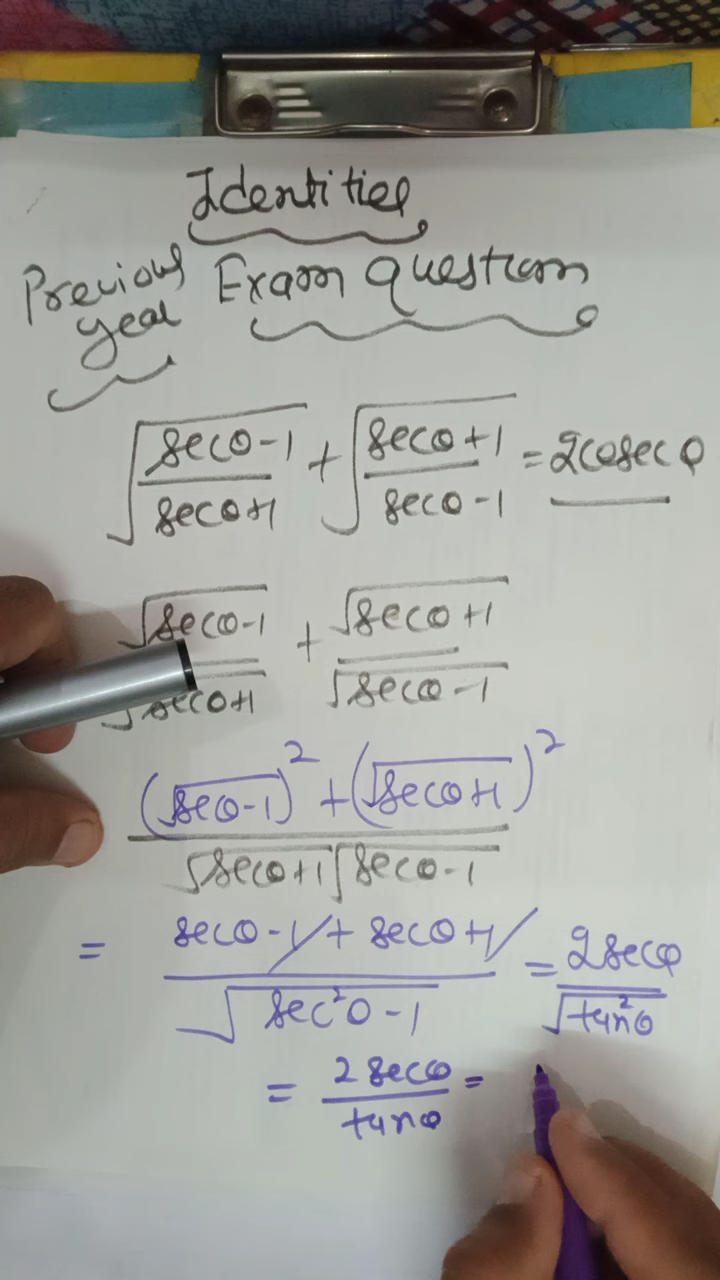 Identities
Previous year Exam question
√(secθ-1)/(secθ+1) + √(secθ+1)/(secθ-1) = 2cosecθ
√secθ-1/√secθ+1 + √secθ+1/√secθ-1
(√secθ-1)² + (√secθ+1)²
√secθ+1 √secθ-1
= secθ-1+secθ+1/√sec²θ-1 = 2secθ/√tan²θ
= 2secθ/tanθ =